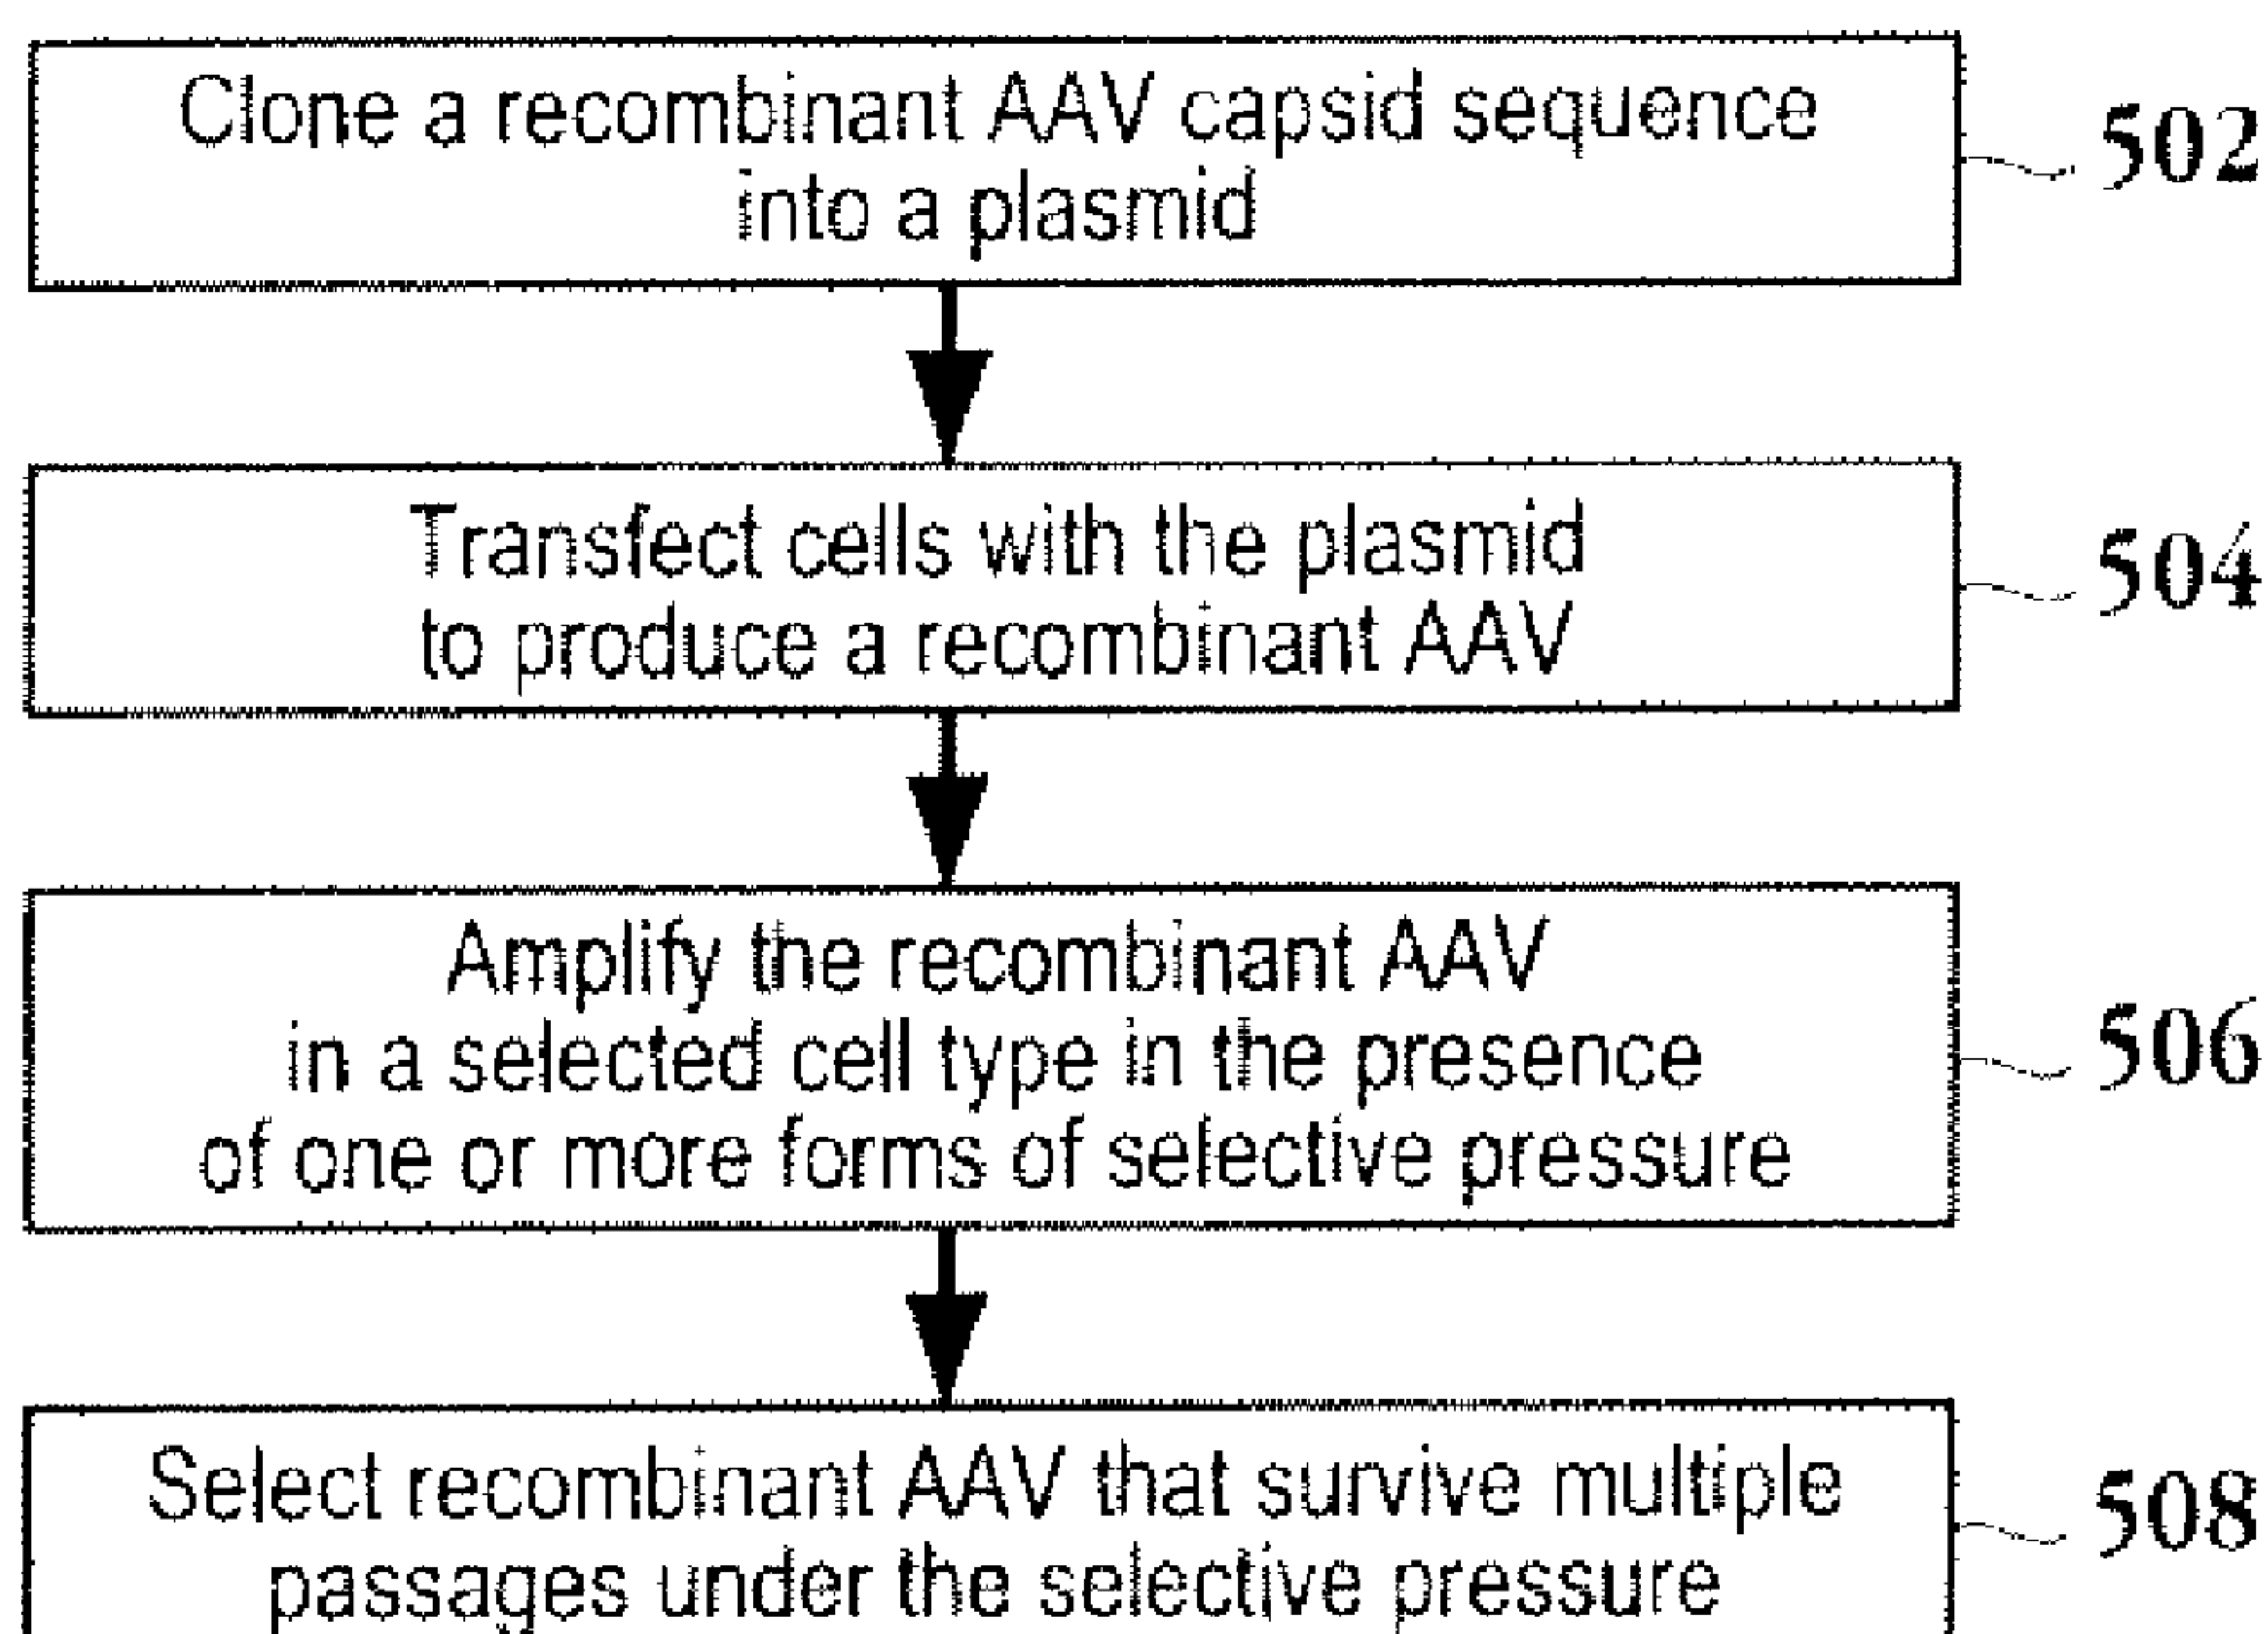 Clone a recombinant AAV capsid sequence
into a plasmid
502
Transfect cells with the plasmid
to produce a recombinant AAV
504
Amplify the recombinant AAV
in a selected cell type in the presence
of one or more forms of selective pressure
506
Select recombinant AAV that survive multiple
passages under the selective pressure
508